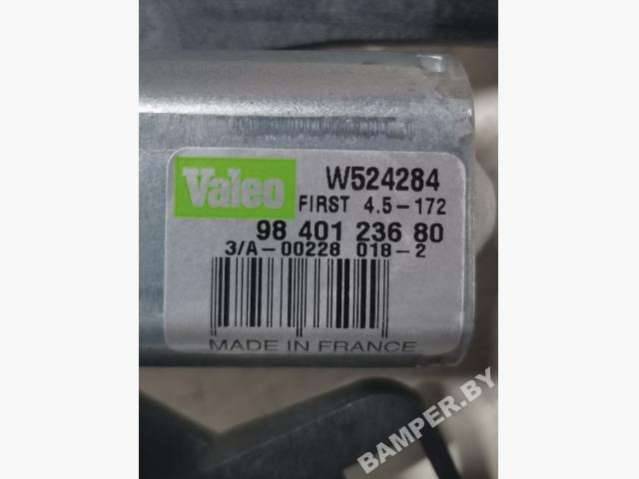 Valeo W524284
FIRST 4.5-172
98 401 236 80
3/A-00228 018-2
MADE IN FRANCE
BAMPER.BY